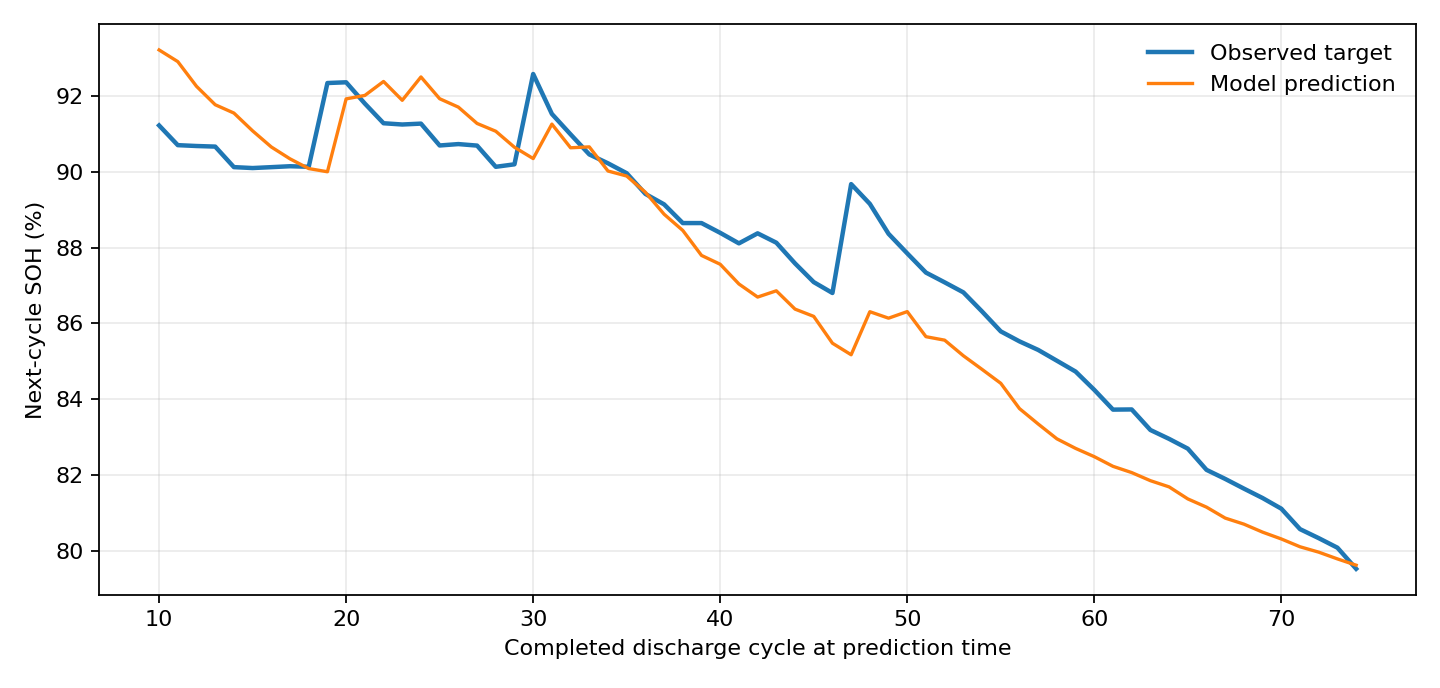 Observed target
Model prediction
Next-cycle SOH (%)
92
90
88
86
84
82
80
10 20 30 40 50 60 70
Completed discharge cycle at prediction time